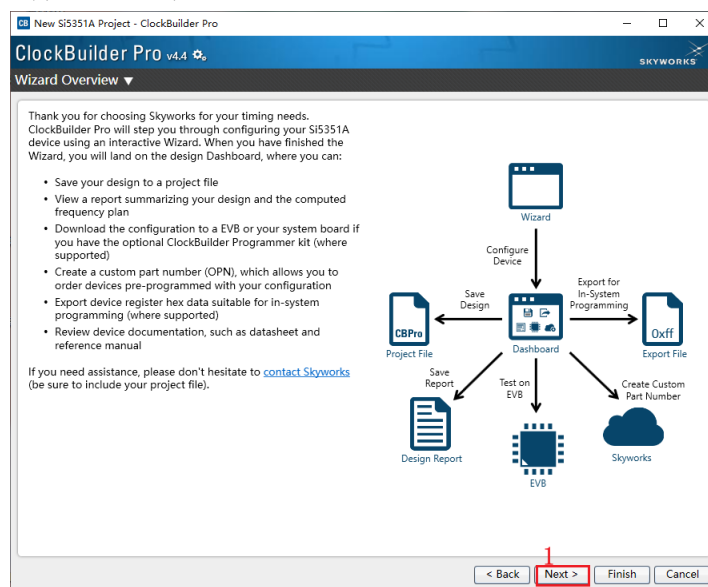 CB New Si5351A Project - ClockBuilder Pro
ClockBuilder Pro v4.4
SKYWORKS
Wizard Overview ▼
Thank you for choosing Skyworks for your timing needs.
ClockBuilder Pro will step you through configuring your Si5351A
device using an interactive Wizard. When you have finished the
Wizard, you will land on the design Dashboard, where you can:
• Save your design to a project file
• View a report summarizing your design and the computed
frequency plan
• Download the configuration to a EVB or your system board if
you have the optional ClockBuilder Programmer kit (where
supported)
• Create a custom part number (OPN), which allows you to
order devices pre-programmed with your configuration
• Export device register hex data suitable for in-system
programming (where supported)
• Review device documentation, such as datasheet and
reference manual
If you need assistance, please don't hesitate to contact Skyworks
(be sure to include your project file).
Wizard
Configure
Device
Save
Design
Export for
In-System
Programming
CBPro
0xff
Project File
Dashboard
Export File
Save
Report
Test on
EVB
Create Custom
Part Number
Design Report
Skyworks
EVB
1
< Back
Next >
Finish
Cancel